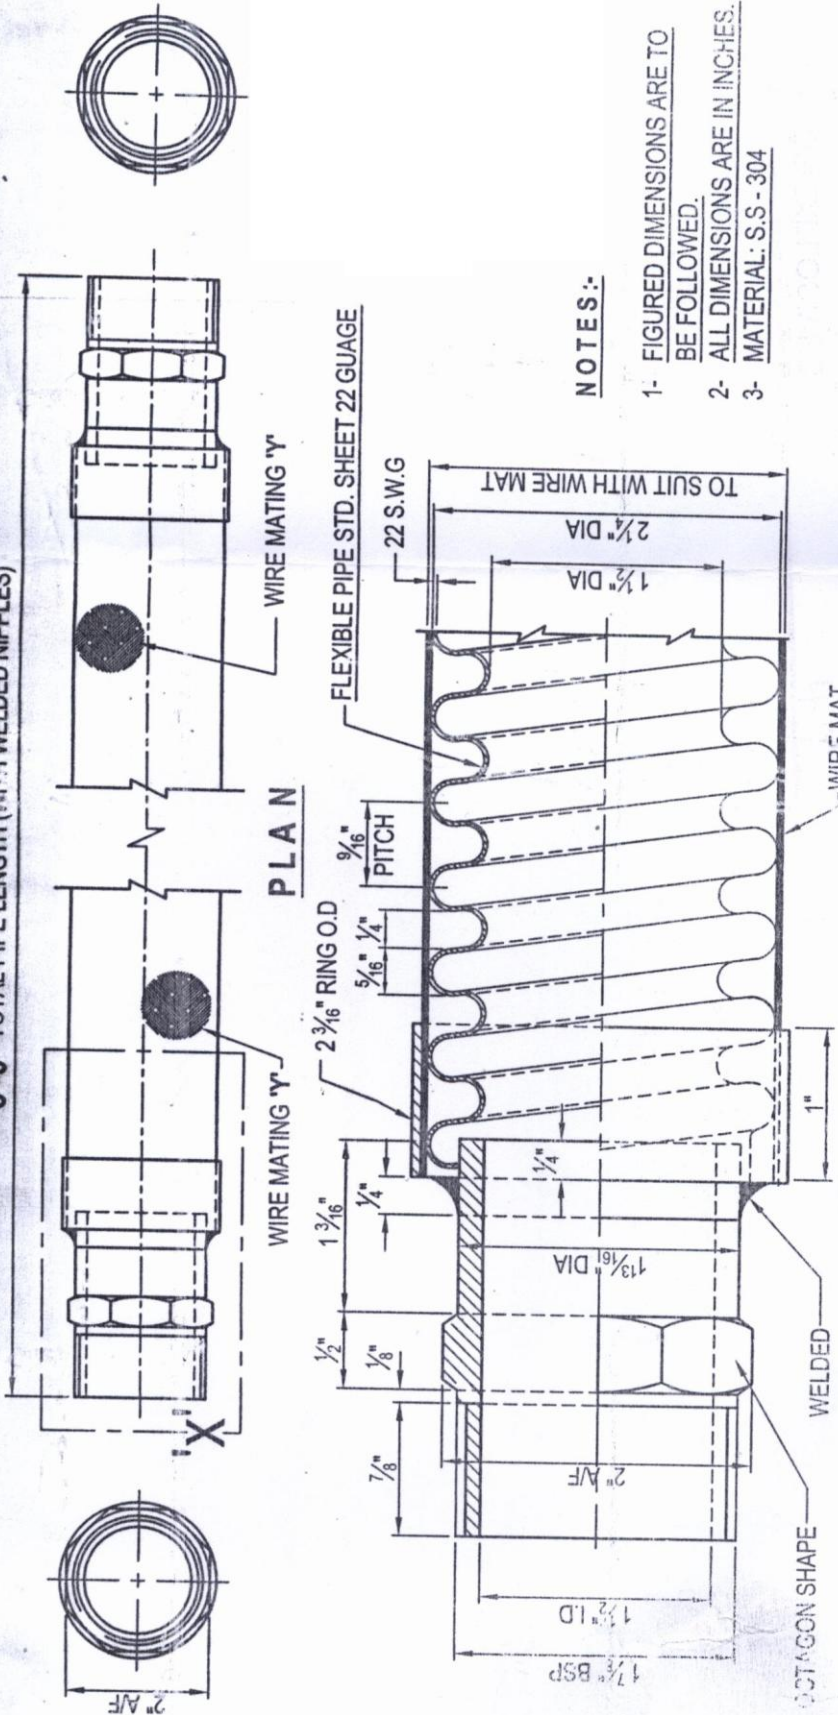 TOTAL PIPE LENGTH (WITH WELDED NIPPLES)
2" A/F
"X"
WIRE MATING 'Y'
WIRE MATING 'Y'
PLAN
2 3/16" RING O.D
FLEXIBLE PIPE STD. SHEET 22 GUAGE
22 S.W.G
9/16"
PITCH
5/16"
1/4"
1 3/16"
1/4"
1/2"
1/8"
7/8"
1/4"
1"
1 7/8" BSP
1 1/2" I.D
2" A/F
1 13/16" DIA
1 1/2" DIA
2 1/4" DIA
TO SUIT WITH WIRE MAT
OCTAGON SHAPE
WELDED
WIRE MAT
NOTES:-
1- FIGURED DIMENSIONS ARE TO
BE FOLLOWED.
2- ALL DIMENSIONS ARE IN INCHES.
3- MATERIAL: S.S - 304